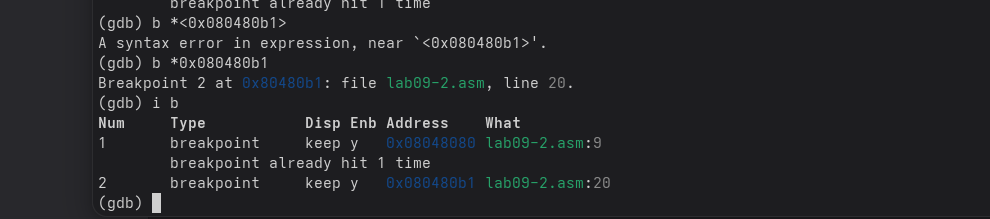 breakpoint already hit 1 time
(gdb) b *<0x080480b1>
A syntax error in expression, near `<0x080480b1>'.
(gdb) b *0x080480b1
Breakpoint 2 at 0x80480b1: file lab09-2.asm, line 20.
(gdb) i b
Num     Type           Disp Enb Address    What
1       breakpoint     keep y   0x08048080 lab09-2.asm:9
        breakpoint already hit 1 time
2       breakpoint     keep y   0x080480b1 lab09-2.asm:20
(gdb)